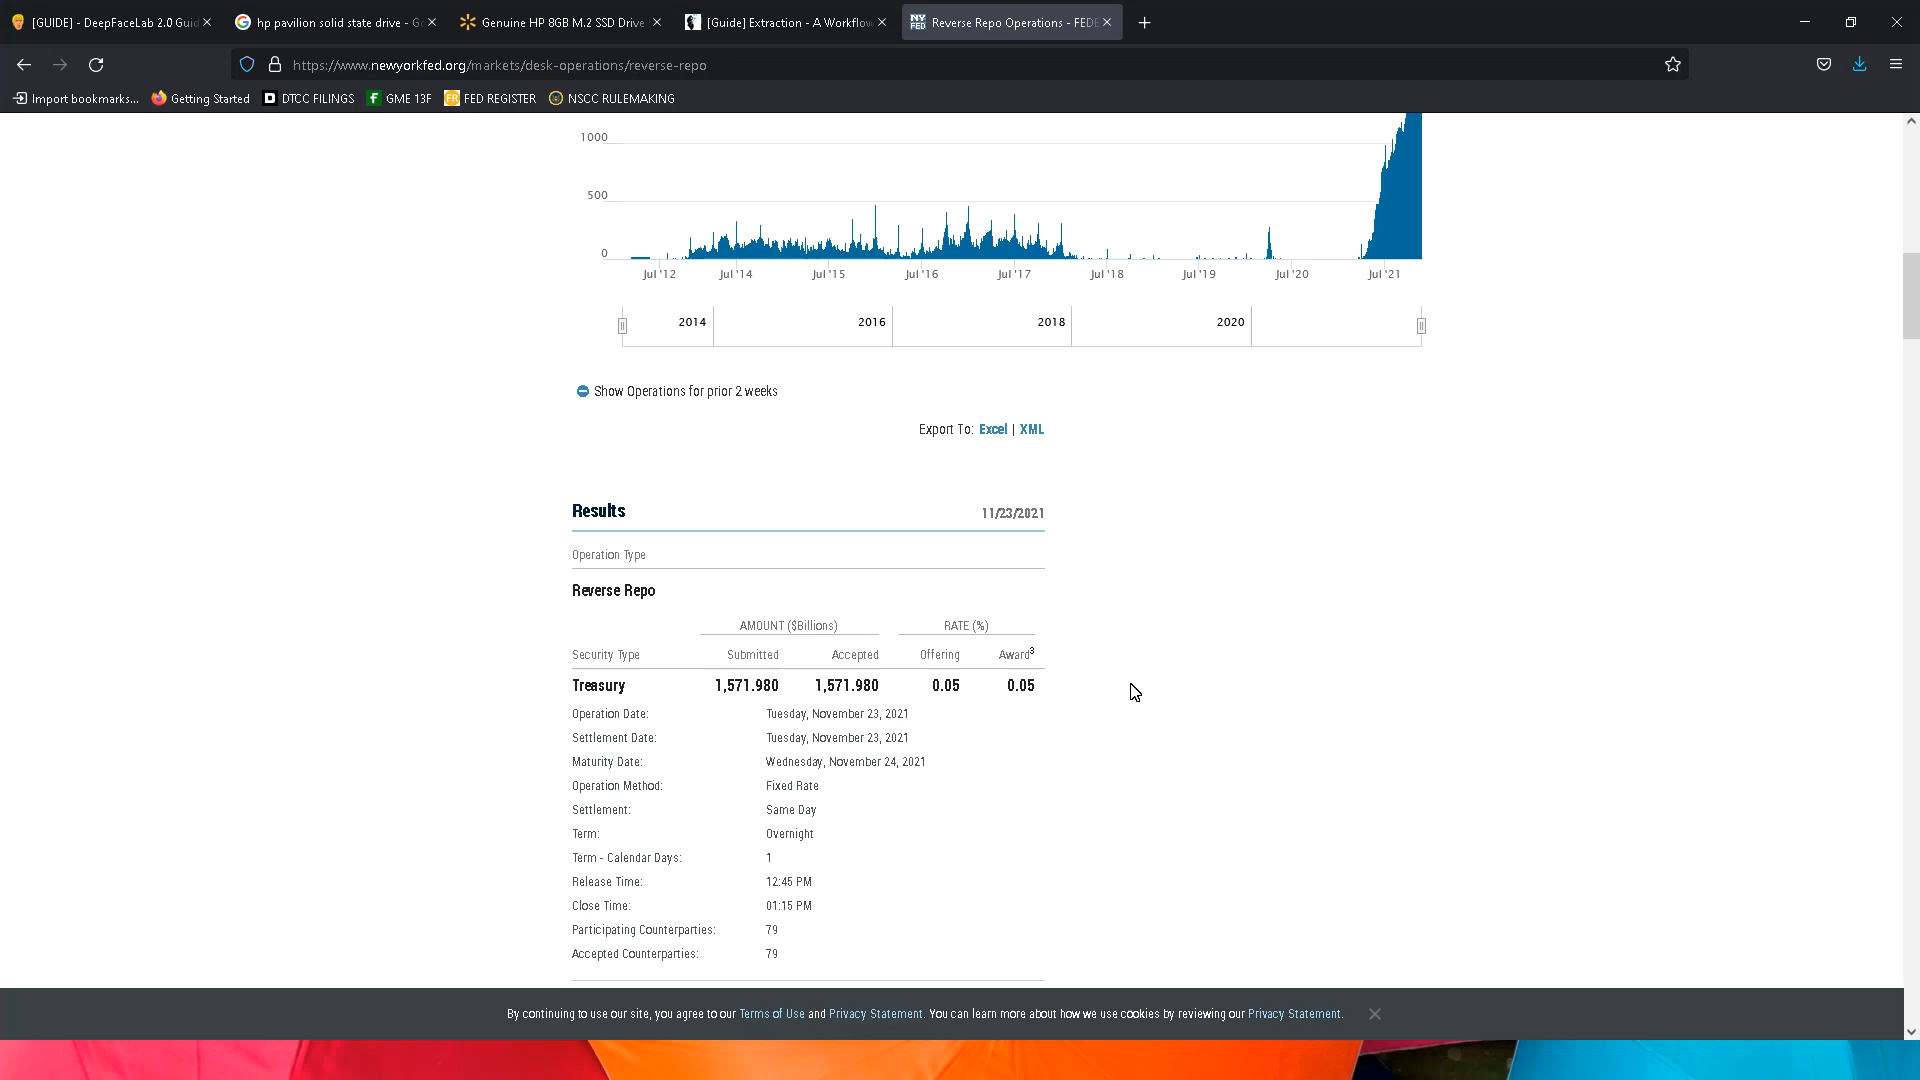 [GUIDE] - DeepFaceLab 2.0 Guid
hp pavilion solid state drive - Go
Genuine HP 8GB M.2 SSD Drive
[Guide] Extraction - A Workflow
NY FED
Reverse Repo Operations - FEDE
https://www.newyorkfed.org/markets/desk-operations/reverse-repo
Import bookmarks...
Getting Started
DTCC FILINGS
GME 13F
FR FED REGISTER
NSCC RULEMAKING
1000
500
0
Jul '12 Jul '14 Jul '15 Jul '16 Jul '17 Jul '18 Jul '19 Jul '20 Jul '21
2014 2016 2018 2020
Show Operations for prior 2 weeks
Export To: Excel | XML
Results 11/23/2021
Operation Type
Reverse Repo
AMOUNT ($Billions) RATE (%)
Security Type Submitted Accepted Offering Award3
Treasury 1,571.980 1,571.980 0.05 0.05
Operation Date: Tuesday, November 23, 2021
Settlement Date: Tuesday, November 23, 2021
Maturity Date: Wednesday, November 24, 2021
Operation Method: Fixed Rate
Settlement: Same Day
Term: Overnight
Term - Calendar Days: 1
Release Time: 12:45 PM
Close Time: 01:15 PM
Participating Counterparties: 79
Accepted Counterparties: 79
By continuing to use our site, you agree to our Terms of Use and Privacy Statement. You can learn more about how we use cookies by reviewing our Privacy Statement.